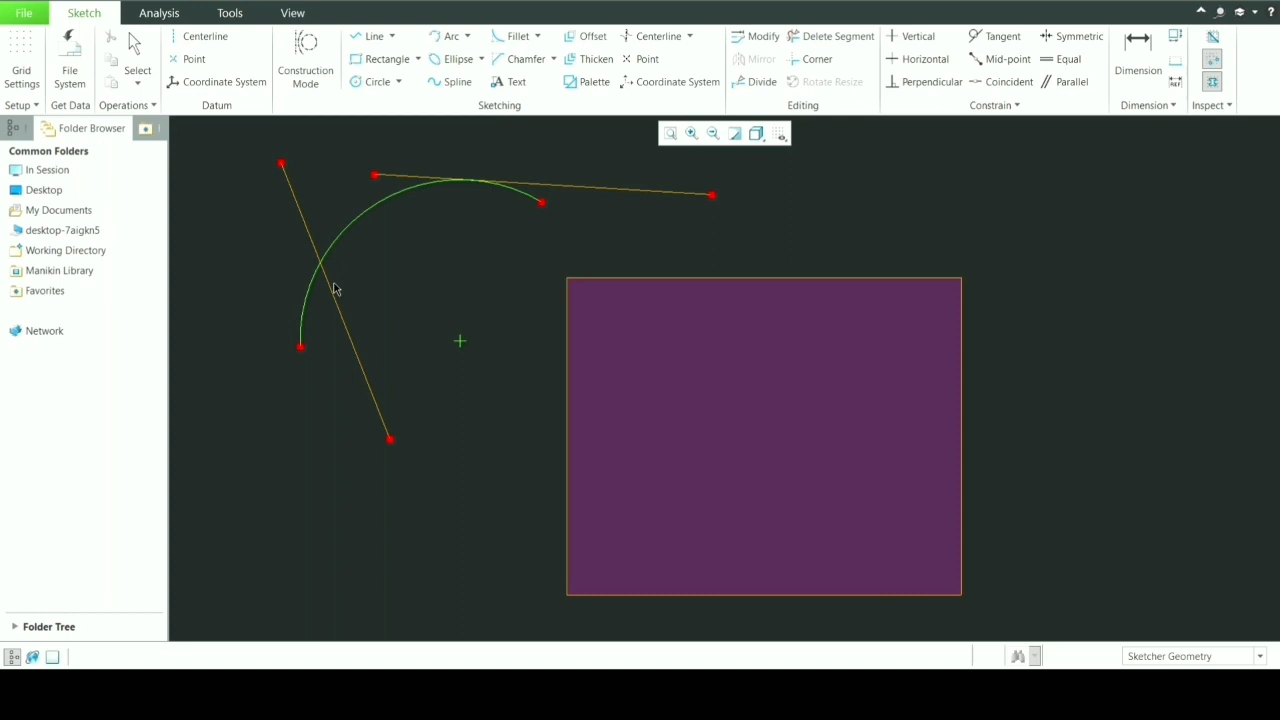 File Sketch Analysis Tools View ?
Centerline Line Arc Fillet Offset Centerline Modify Delete Segment Vertical Tangent Symmetric
Point Rectangle Ellipse Chamfer Thicken Point Mirror Corner Horizontal Mid-point Equal
Grid Settings File System Select Coordinate System Construction Mode Circle Spline Text Palette Coordinate System Divide Rotate Resize Perpendicular Coincident Parallel Dimension
Setup Get Data Operations Datum Sketching Editing Constrain Dimension Inspect
Folder Browser
Common Folders
In Session
Desktop
My Documents
desktop-7aigkn5
Working Directory
Manikin Library
Favorites
Network
Folder Tree
Sketcher Geometry